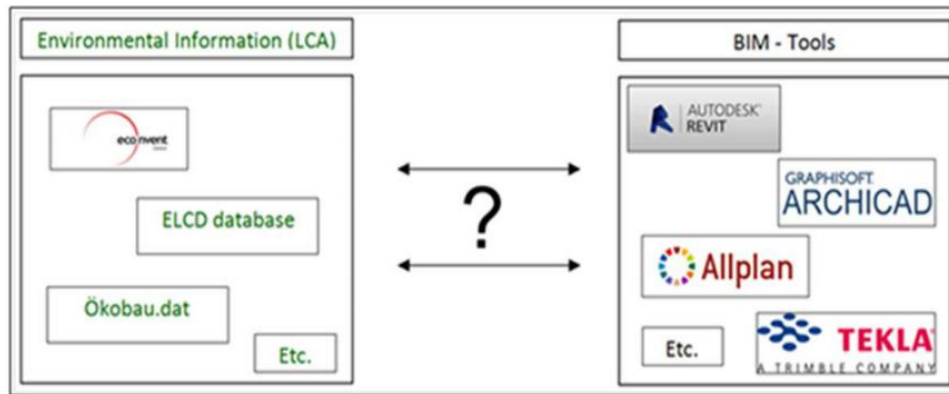 Environmental Information (LCA)
ecoinvent
ELCD database
Ökobau.dat
Etc.
?
BIM - Tools
AUTODESK®
REVIT
GRAPHISOFT.
ARCHICAD
Allplan
Etc.
TEKLA®
A TRIMBLE COMPANY